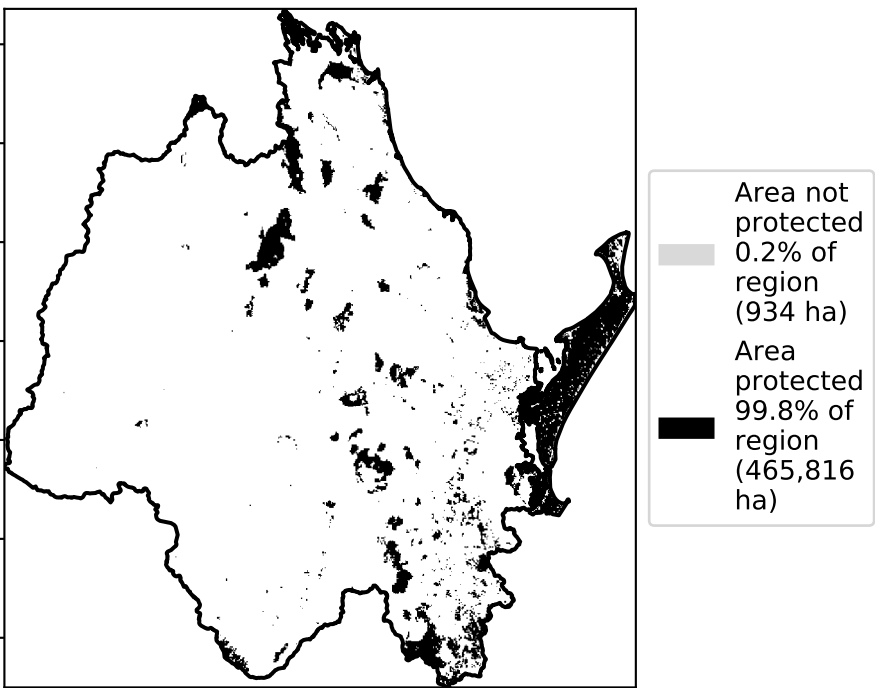 Area not
protected
0.2% of
region
(934 ha)
Area
protected
99.8% of
region
(465,816
ha)